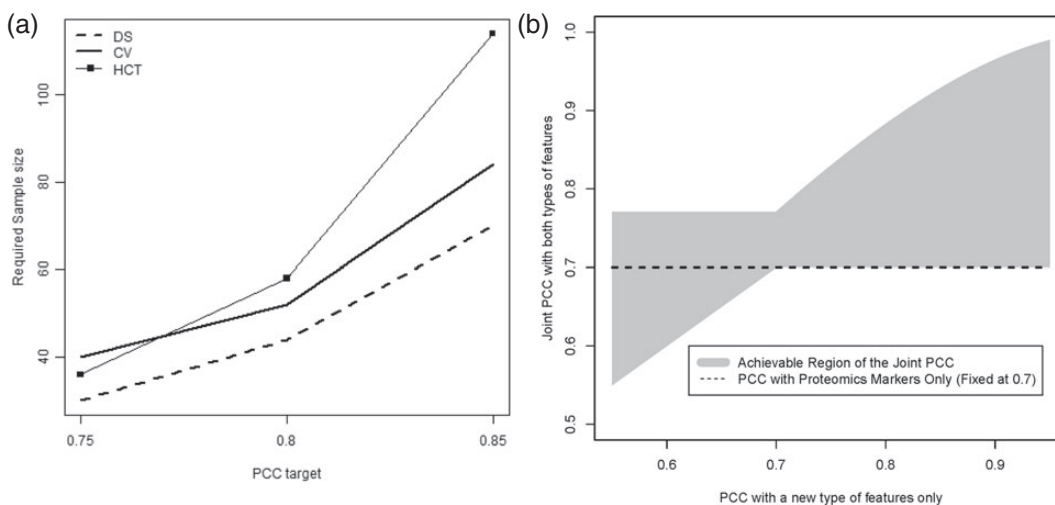 (a)
DS
CV
HCT
Required Sample size
100
80
60
40
0.75
0.8
0.85
PCC target
(b)
Joint PCC with both types of features
1.0
0.9
0.8
0.7
0.6
0.5
Achievable Region of the Joint PCC
PCC with Proteomics Markers Only (Fixed at 0.7)
0.6
0.7
0.8
0.9
PCC with a new type of features only